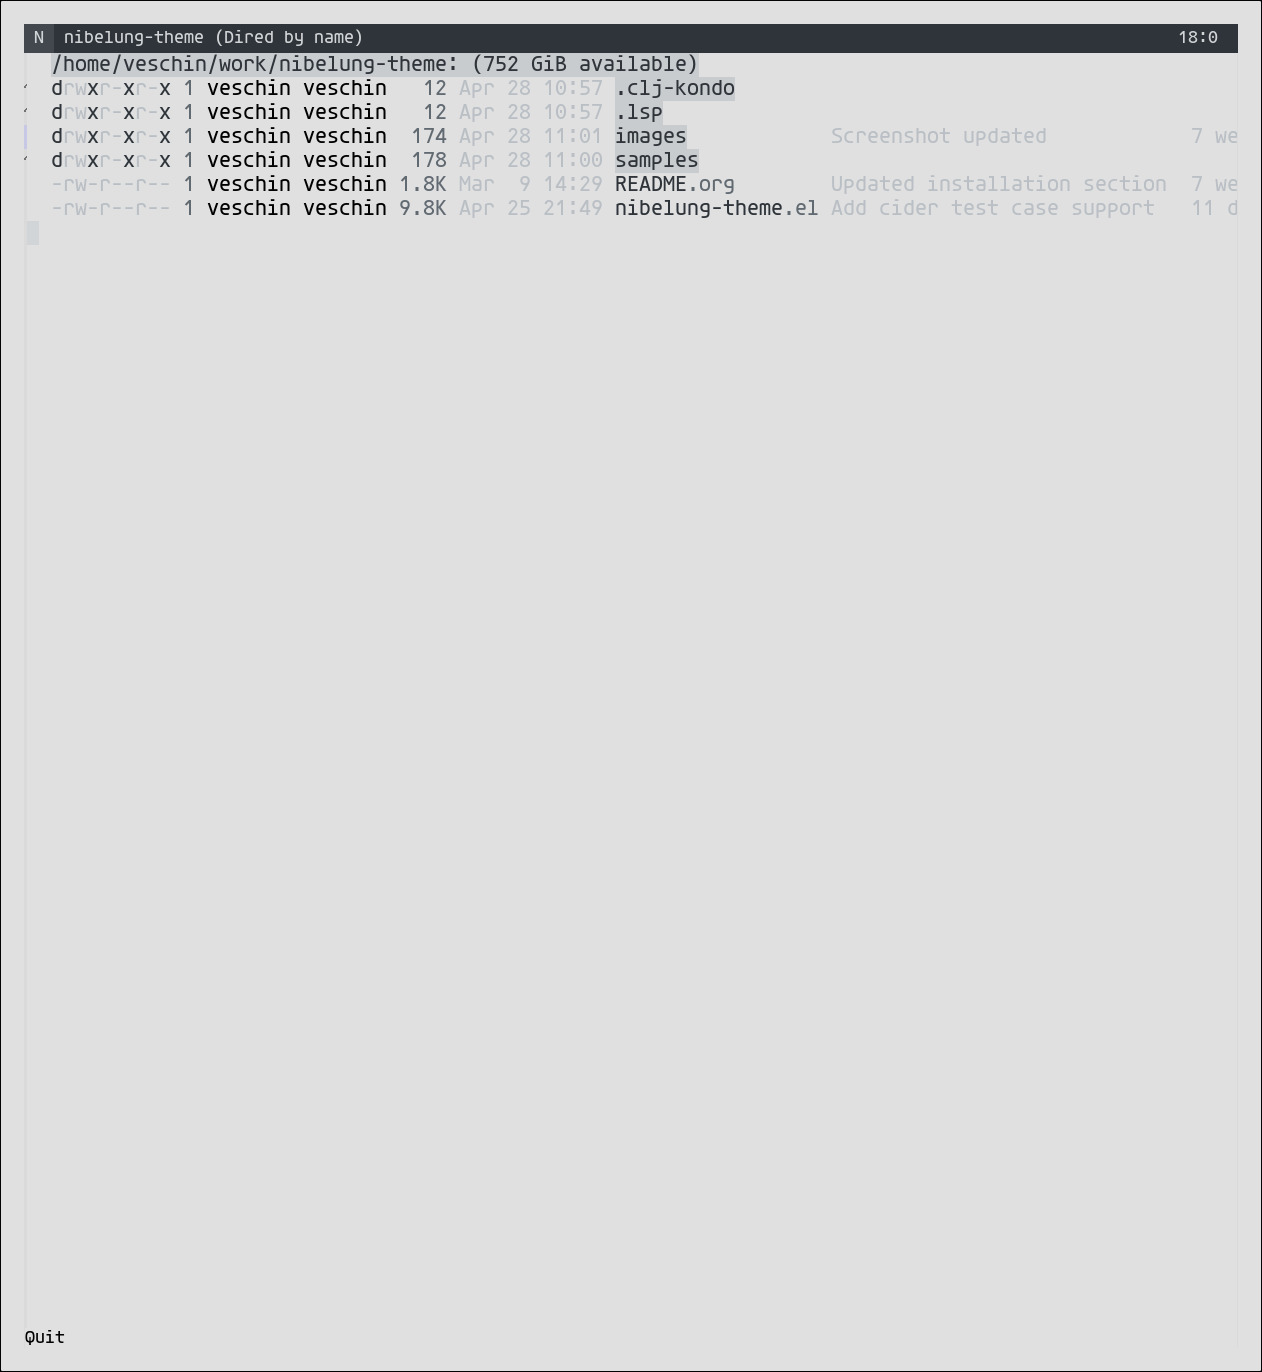 N nibelung-theme (Dired by name) 18:0
/home/veschin/work/nibelung-theme: (752 GiB available)
drwxr-xr-x 1 veschin veschin 12 Apr 28 10:57 .clj-kondo
drwxr-xr-x 1 veschin veschin 12 Apr 28 10:57 .lsp
drwxr-xr-x 1 veschin veschin 174 Apr 28 11:01 images Screenshot updated 7 we
drwxr-xr-x 1 veschin veschin 178 Apr 28 11:00 samples
-rw-r--r-- 1 veschin veschin 1.8K Mar 9 14:29 README.org Updated installation section 7 we
-rw-r--r-- 1 veschin veschin 9.8K Apr 25 21:49 nibelung-theme.el Add cider test case support 11 d
Quit